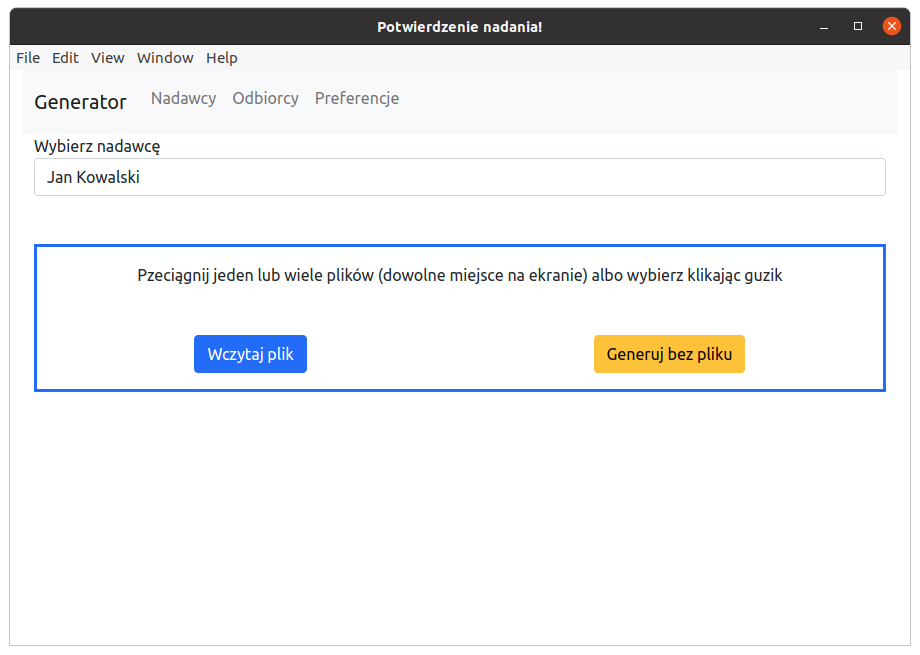 Potwierdzenie nadania!
File Edit View Window Help
Generator Nadawcy Odbiorcy Preferencje
Wybierz nadawcę
Jan Kowalski
Pzeciągnij jeden lub wiele plików (dowolne miejsce na ekranie) albo wybierz klikając guzik
Wczytaj plik Generuj bez pliku